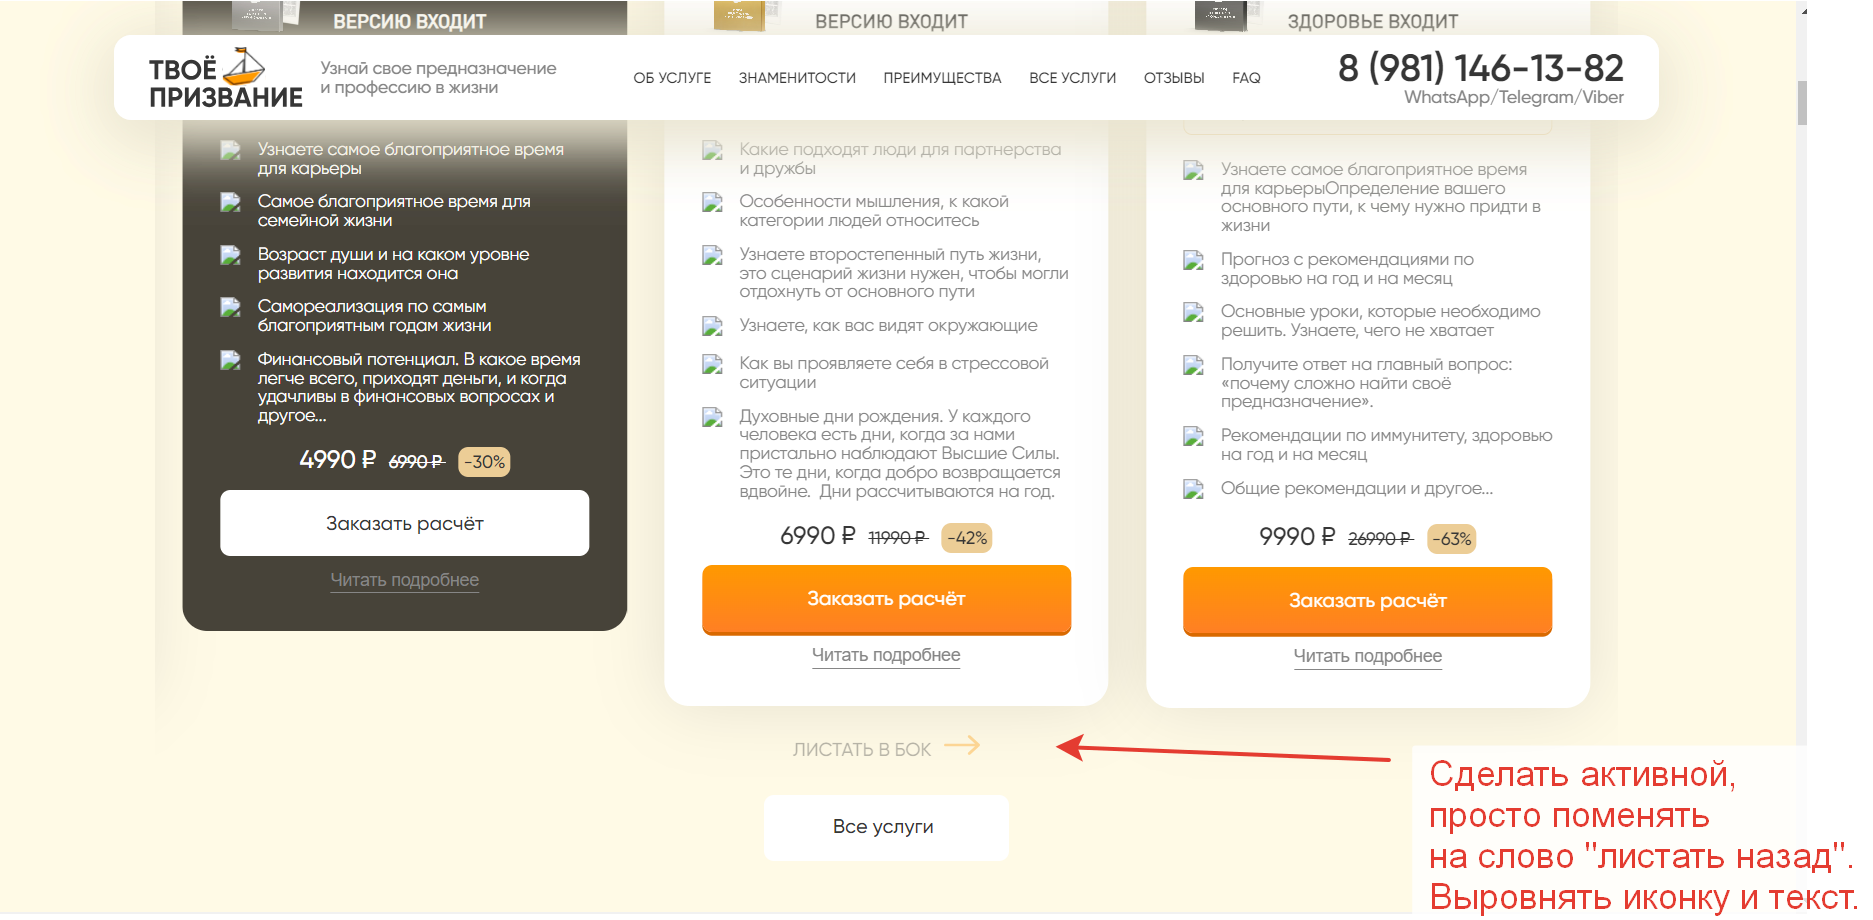 ВЕРСИЮ ВХОДИТ
ВЕРСИЮ ВХОДИТ
ЗДОРОВЬЕ ВХОДИТ
ТВОЁ
ПРИЗВАНИЕ
Узнай свое предназначение
и профессию в жизни
ОБ УСЛУГЕ
ЗНАМЕНИТОСТИ
ПРЕИМУЩЕСТВА
ВСЕ УСЛУГИ
ОТЗЫВЫ
FAQ
8 (981) 146-13-82
WhatsApp/Telegram/Viber
Узнаете самое благоприятное время
для карьеры
Самое благоприятное время для
семейной жизни
Возраст души и на каком уровне
развития находится она
Самореализация по самым
благоприятным годам жизни
Финансовый потенциал. В какое время
легче всего, приходят деньги, и когда
удачливы в финансовых вопросах и
другое...
4990 ₽ 6990 ₽ -30%
Заказать расчёт
Читать подробнее
Какие подходят люди для партнерства
и дружбы
Особенности мышления, к какой
категории людей относитесь
Узнаете второстепенный путь жизни,
это сценарий жизни нужен, чтобы могли
отдохнуть от основного пути
Узнаете, как вас видят окружающие
Как вы проявляете себя в стрессовой
ситуации
Духовные дни рождения. У каждого
человека есть дни, когда за нами
пристально наблюдают Высшие Силы.
Это те дни, когда добро возвращается
вдвойне. Дни рассчитываются на год.
6990 ₽ 11990 ₽ -42%
Заказать расчёт
Читать подробнее
Узнаете самое благоприятное время
для карьерыОпределение вашего
основного пути, к чему нужно придти в
жизни
Прогноз с рекомендациями по
здоровью на год и на месяц
Основные уроки, которые необходимо
решить. Узнаете, чего не хватает
Получите ответ на главный вопрос:
«почему сложно найти своё
предназначение».
Рекомендации по иммунитету, здоровью
на год и на месяц
Общие рекомендации и другое...
9990 ₽ 26990 ₽ -63%
Заказать расчёт
Читать подробнее
ЛИСТАТЬ В БОК
Все услуги
Сделать активной,
просто поменять
на слово "листать назад".
Выровнять иконку и текст.